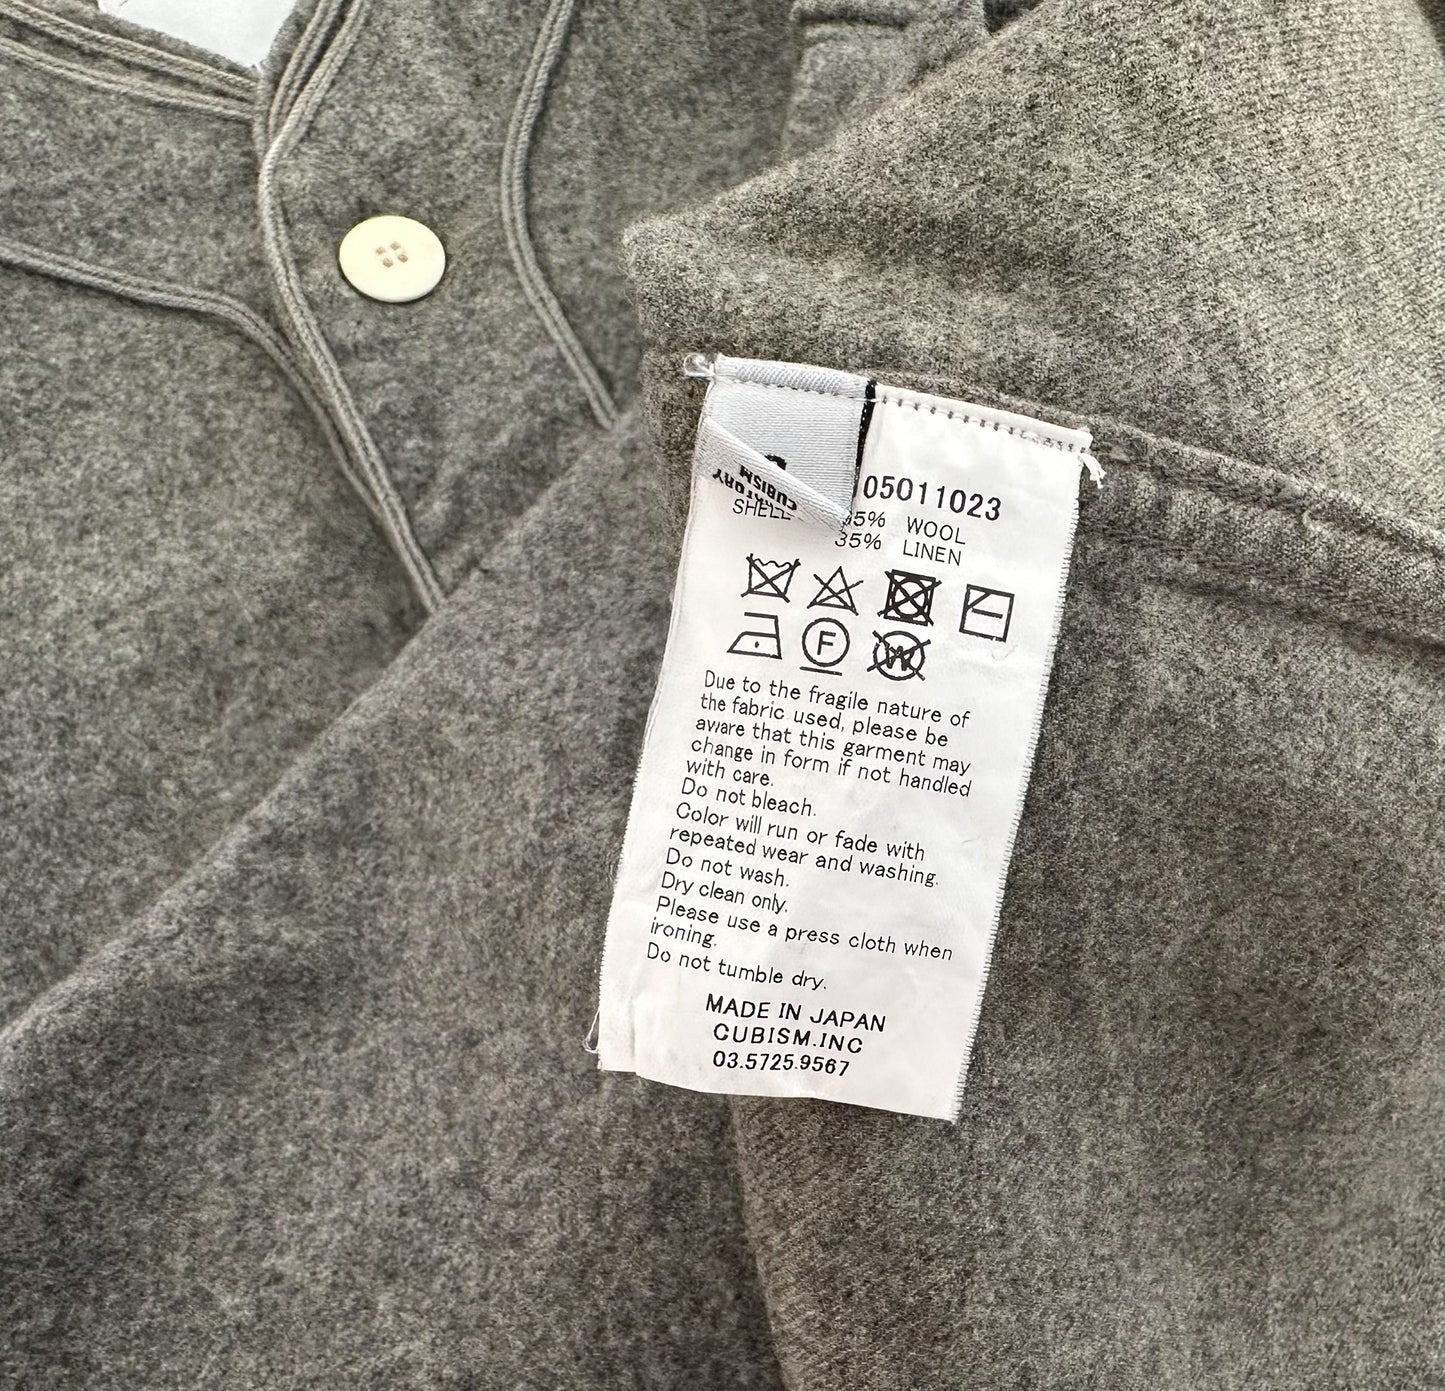 CUBISM
05011023
SHELL
5% WOOL
35% LINEN
F
W
Due to the fragile nature of
the fabric used, please be
aware that this garment may
change in form if not handled
with care.
Do not bleach.
Color will run or fade with
repeated wear and washing.
Do not wash.
Dry clean only.
Please use a press cloth when
ironing.
Do not tumble dry.
MADE IN JAPAN
CUBISM.INC
03.5725.9567